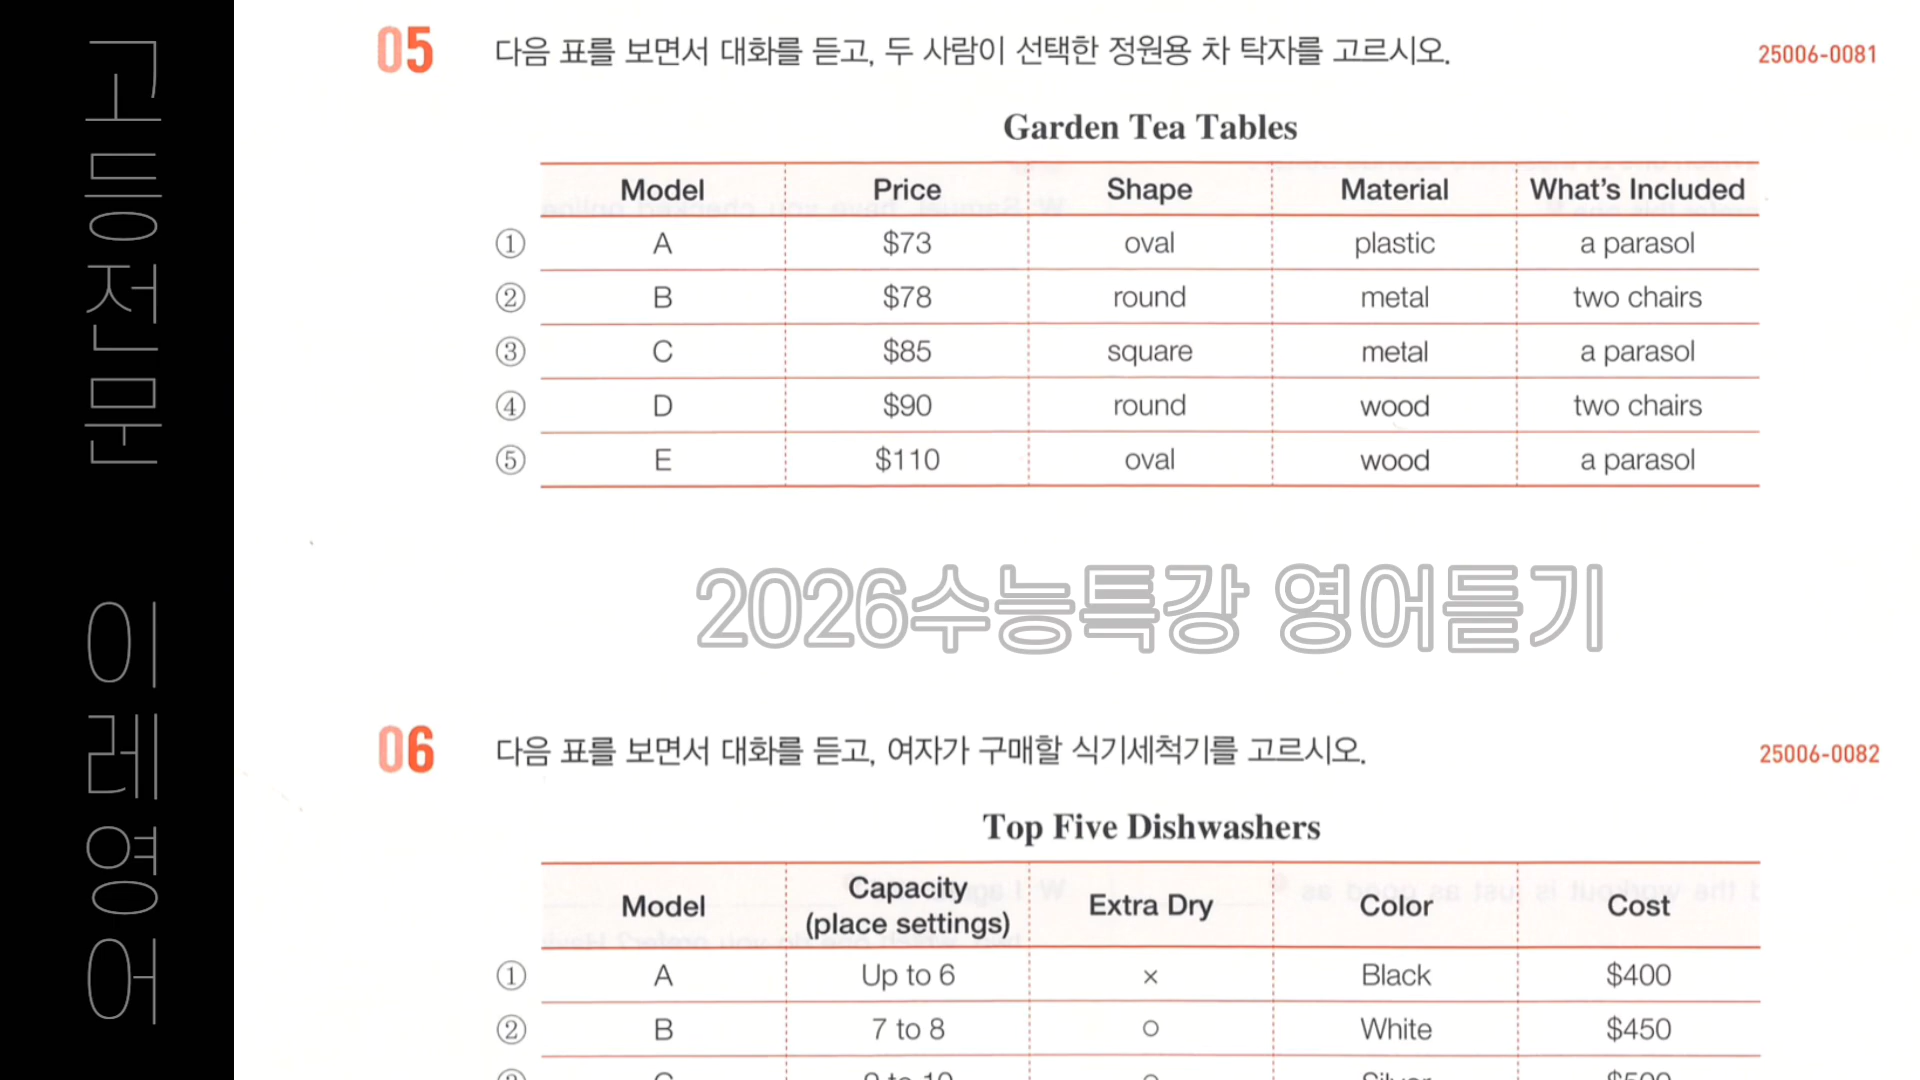 고등전문 이레영어
05 다음 표를 보면서 대화를 듣고, 두 사람이 선택한 정원용 차 탁자를 고르시오. 25006-0081
Garden Tea Tables
Model Price Shape Material What's Included
① A $73 oval plastic a parasol
② B $78 round metal two chairs
③ C $85 square metal a parasol
④ D $90 round wood two chairs
⑤ E $110 oval wood a parasol
2026수능특강 영어듣기
06 다음 표를 보면서 대화를 듣고, 여자가 구매할 식기세척기를 고르시오. 25006-0082
Top Five Dishwashers
Model Capacity (place settings) Extra Dry Color Cost
① A Up to 6 × Black $400
② B 7 to 8 ○ White $450